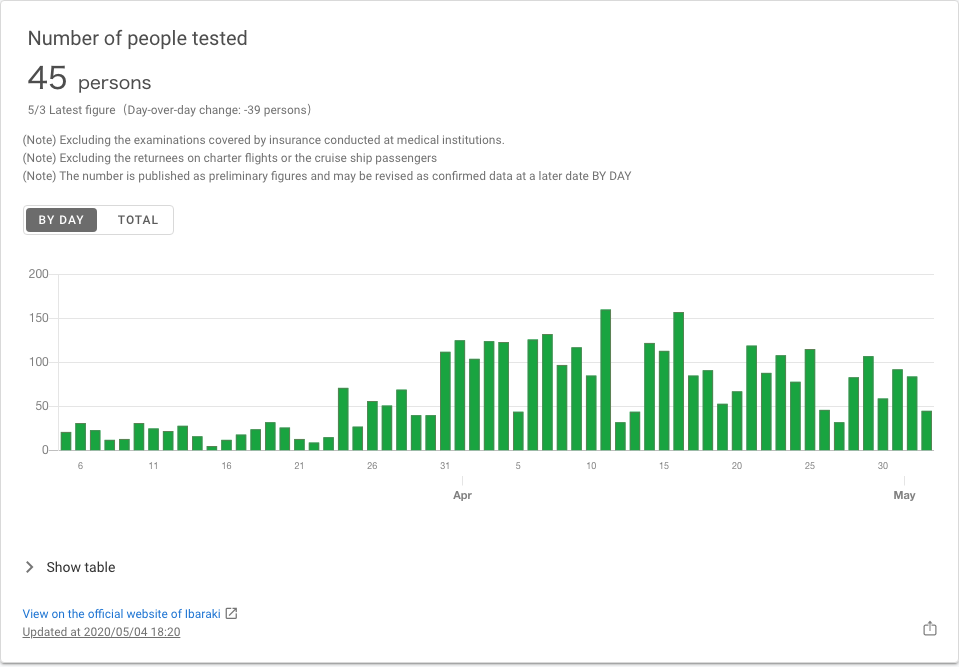 Number of people tested
45 persons
5/3 Latest figure（Day-over-day change: -39 persons）
(Note) Excluding the examinations covered by insurance conducted at medical institutions.
(Note) Excluding the returnees on charter flights or the cruise ship passengers
(Note) The number is published as preliminary figures and may be revised as confirmed data at a later date BY DAY
BY DAY TOTAL
200
150
100
50
0
6 11 16 21 26 31 5 10 15 20 25 30
Apr May
Show table
View on the official website of Ibaraki
Updated at 2020/05/04 18:20